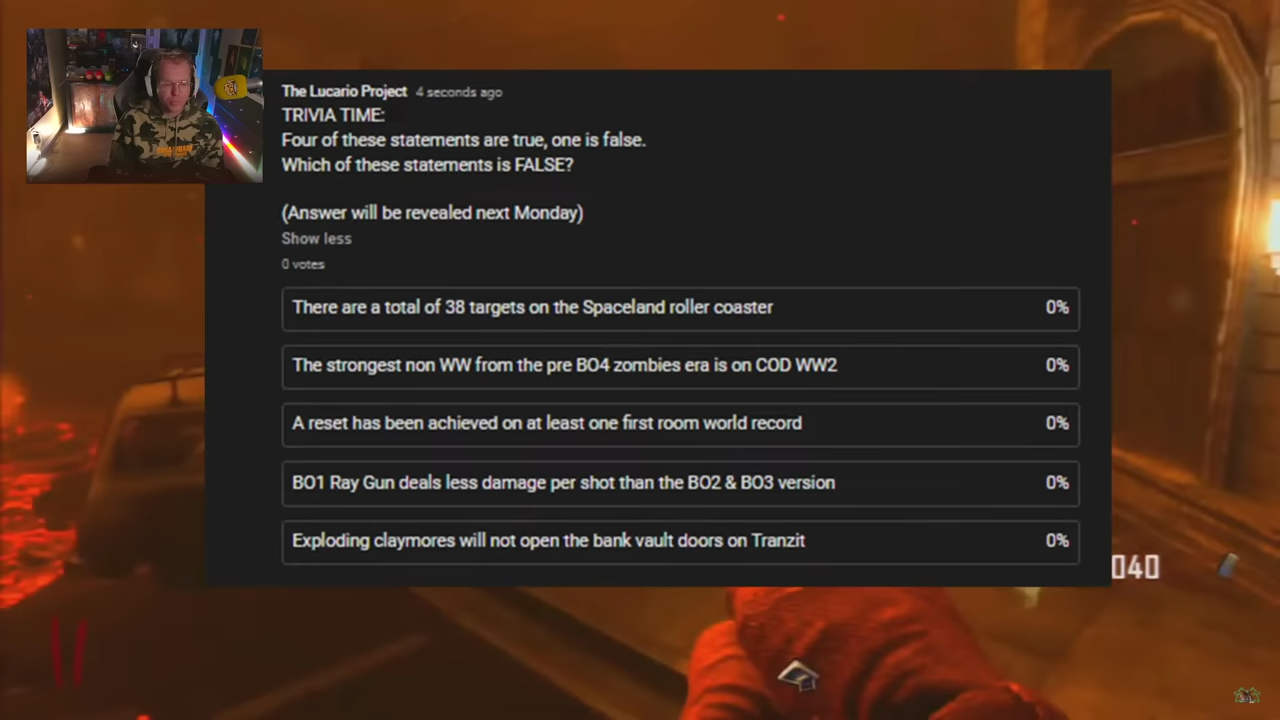 The Lucario Project 4 seconds ago
TRIVIA TIME:
Four of these statements are true, one is false.
Which of these statements is FALSE?
(Answer will be revealed next Monday)
Show less
0 votes
There are a total of 38 targets on the Spaceland roller coaster 0%
The strongest non WW from the pre BO4 zombies era is on COD WW2 0%
A reset has been achieved on at least one first room world record 0%
BO1 Ray Gun deals less damage per shot than the BO2 & BO3 version 0%
Exploding claymores will not open the bank vault doors on Tranzit 0%
040